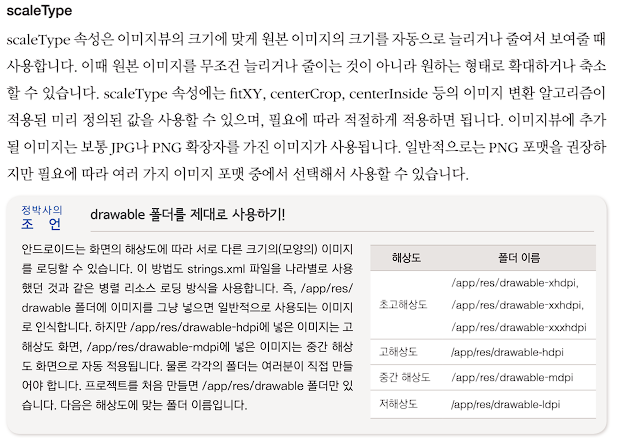 scaleType
scaleType 속성은 이미지뷰의 크기에 맞게 원본 이미지의 크기를 자동으로 늘리거나 줄여서 보여줄 때
사용합니다. 이때 원본 이미지를 무조건 늘리거나 줄이는 것이 아니라 원하는 형태로 확대하거나 축소
할 수 있습니다. scaleType 속성에는 fitXY, centerCrop, centerInside 등의 이미지 변환 알고리즘이
적용된 미리 정의된 값을 사용할 수 있으며, 필요에 따라 적절하게 적용하면 됩니다. 이미지뷰에 추가
될 이미지는 보통 JPG나 PNG 확장자를 가진 이미지가 사용됩니다. 일반적으로는 PNG 포맷을 권장하
지만 필요에 따라 여러 가지 이미지 포맷 중에서 선택해서 사용할 수 있습니다.
정박사의
조 언
drawable 폴더를 제대로 사용하기!
안드로이드는 화면의 해상도에 따라 서로 다른 크기의(모양의) 이미지
를 로딩할 수 있습니다. 이 방법도 strings.xml 파일을 나라별로 사용
했던 것과 같은 병렬 리소스 로딩 방식을 사용합니다. 즉, /app/res/
drawable 폴더에 이미지를 그냥 넣으면 일반적으로 사용되는 이미지
로 인식합니다. 하지만 /app/res/drawable-hdpi에 넣은 이미지는 고
해상도 화면, /app/res/drawable-mdpi에 넣은 이미지는 중간 해상
도 화면으로 자동 적용됩니다. 물론 각각의 폴더는 여러분이 직접 만들
어야 합니다. 프로젝트를 처음 만들면 /app/res/drawable 폴더만 있
습니다. 다음은 해상도에 맞는 폴더 이름입니다.
해상도 폴더 이름
초고해상도 /app/res/drawable-xhdpi,
/app/res/drawable-xxhdpi,
/app/res/drawable-xxxhdpi
고해상도 /app/res/drawable-hdpi
중간 해상도 /app/res/drawable-mdpi
저해상도 /app/res/drawable-ldpi